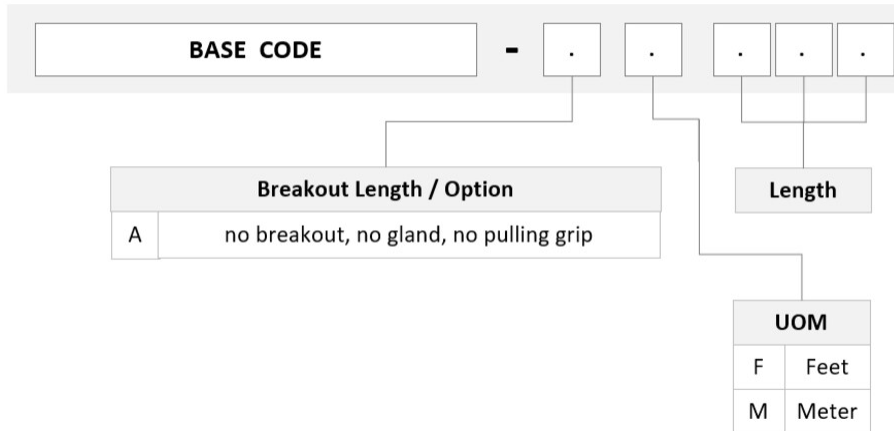 BASE CODE - . . . . .
Breakout Length / Option
A no breakout, no gland, no pulling grip
Length
UOM
F Feet
M Meter